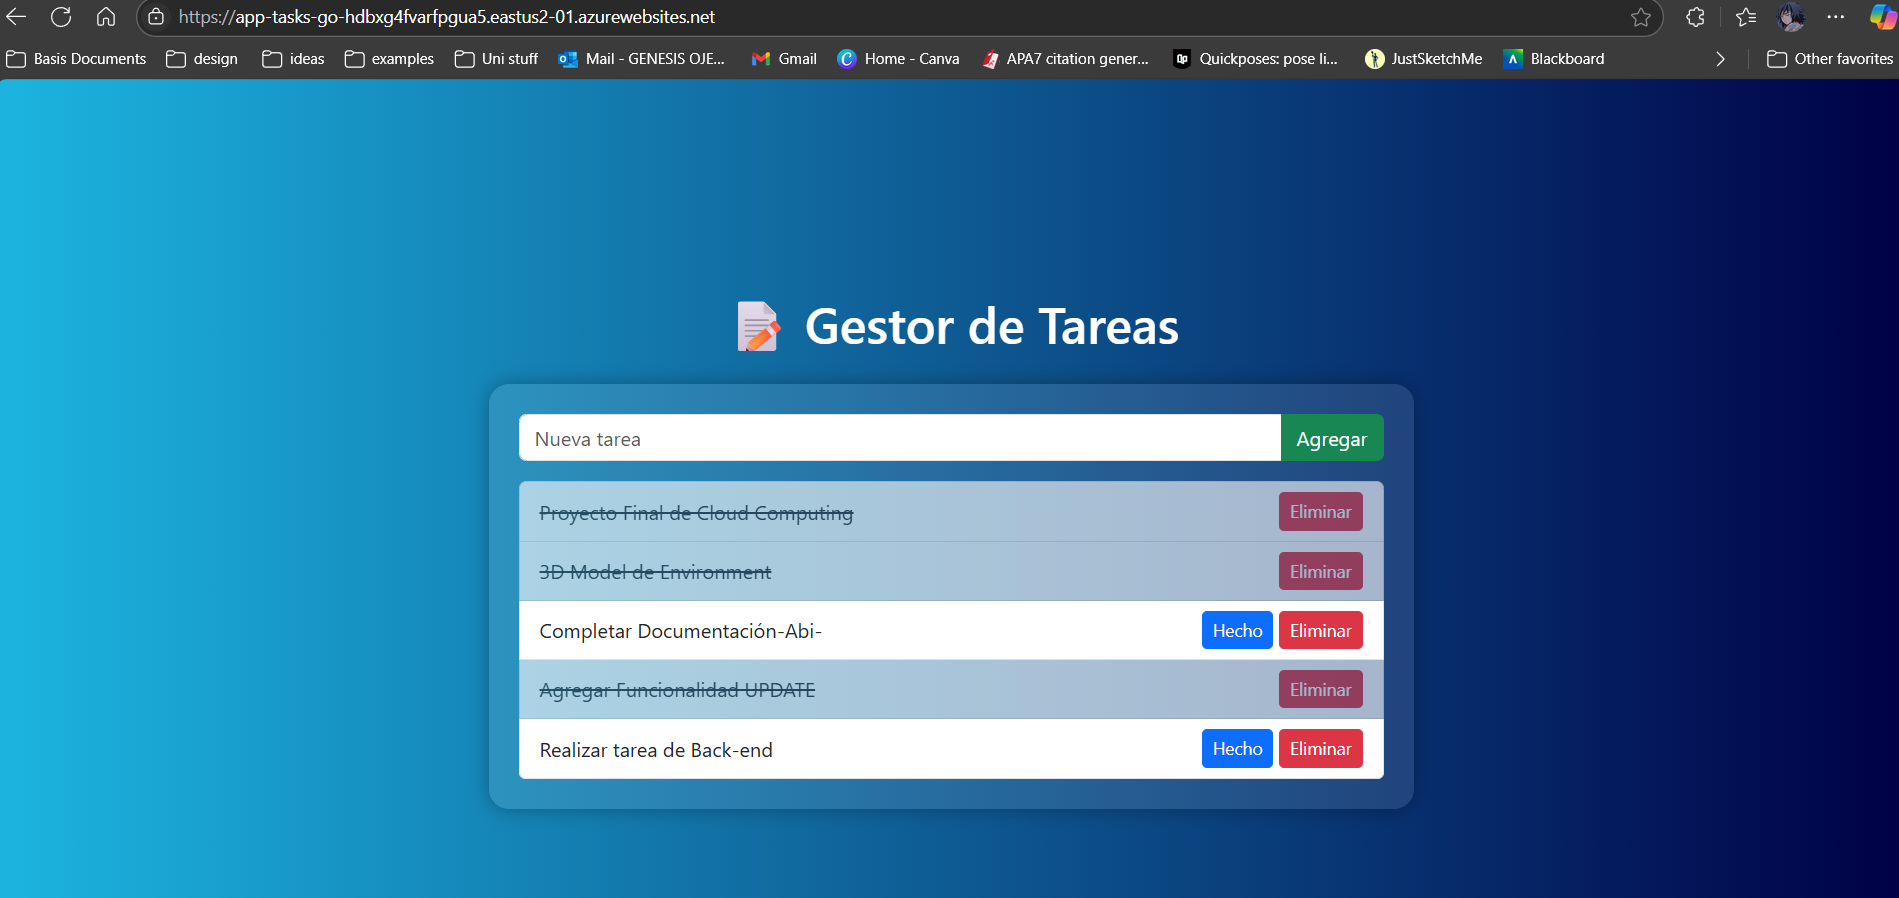 https://app-tasks-go-hdbxg4fvarfpgua5.eastus2-01.azurewebsites.net
Basis Documents design ideas examples Uni stuff Mail - GENESIS OJE... Gmail Home - Canva APA7 citation gener... Quickposes: pose li... JustSketchMe Blackboard Other favorites
Gestor de Tareas
Nueva tarea Agregar
Proyecto Final de Cloud Computing Eliminar
3D Model de Environment Eliminar
Completar Documentación-Abi- Hecho Eliminar
Agregar Funcionalidad UPDATE Eliminar
Realizar tarea de Back-end Hecho Eliminar